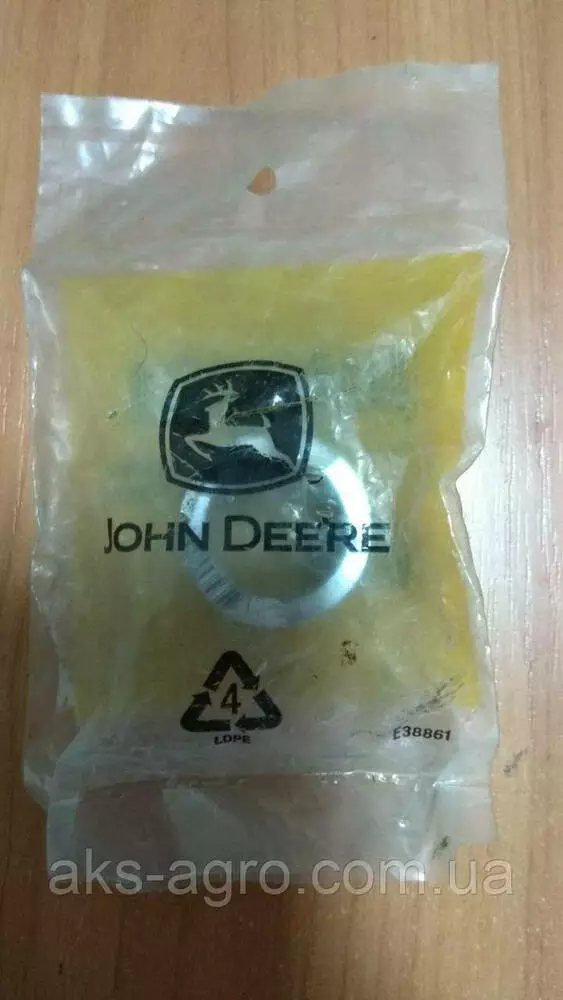 JOHN DEERE
4
LDPE
E38861
aks-agro.com.ua